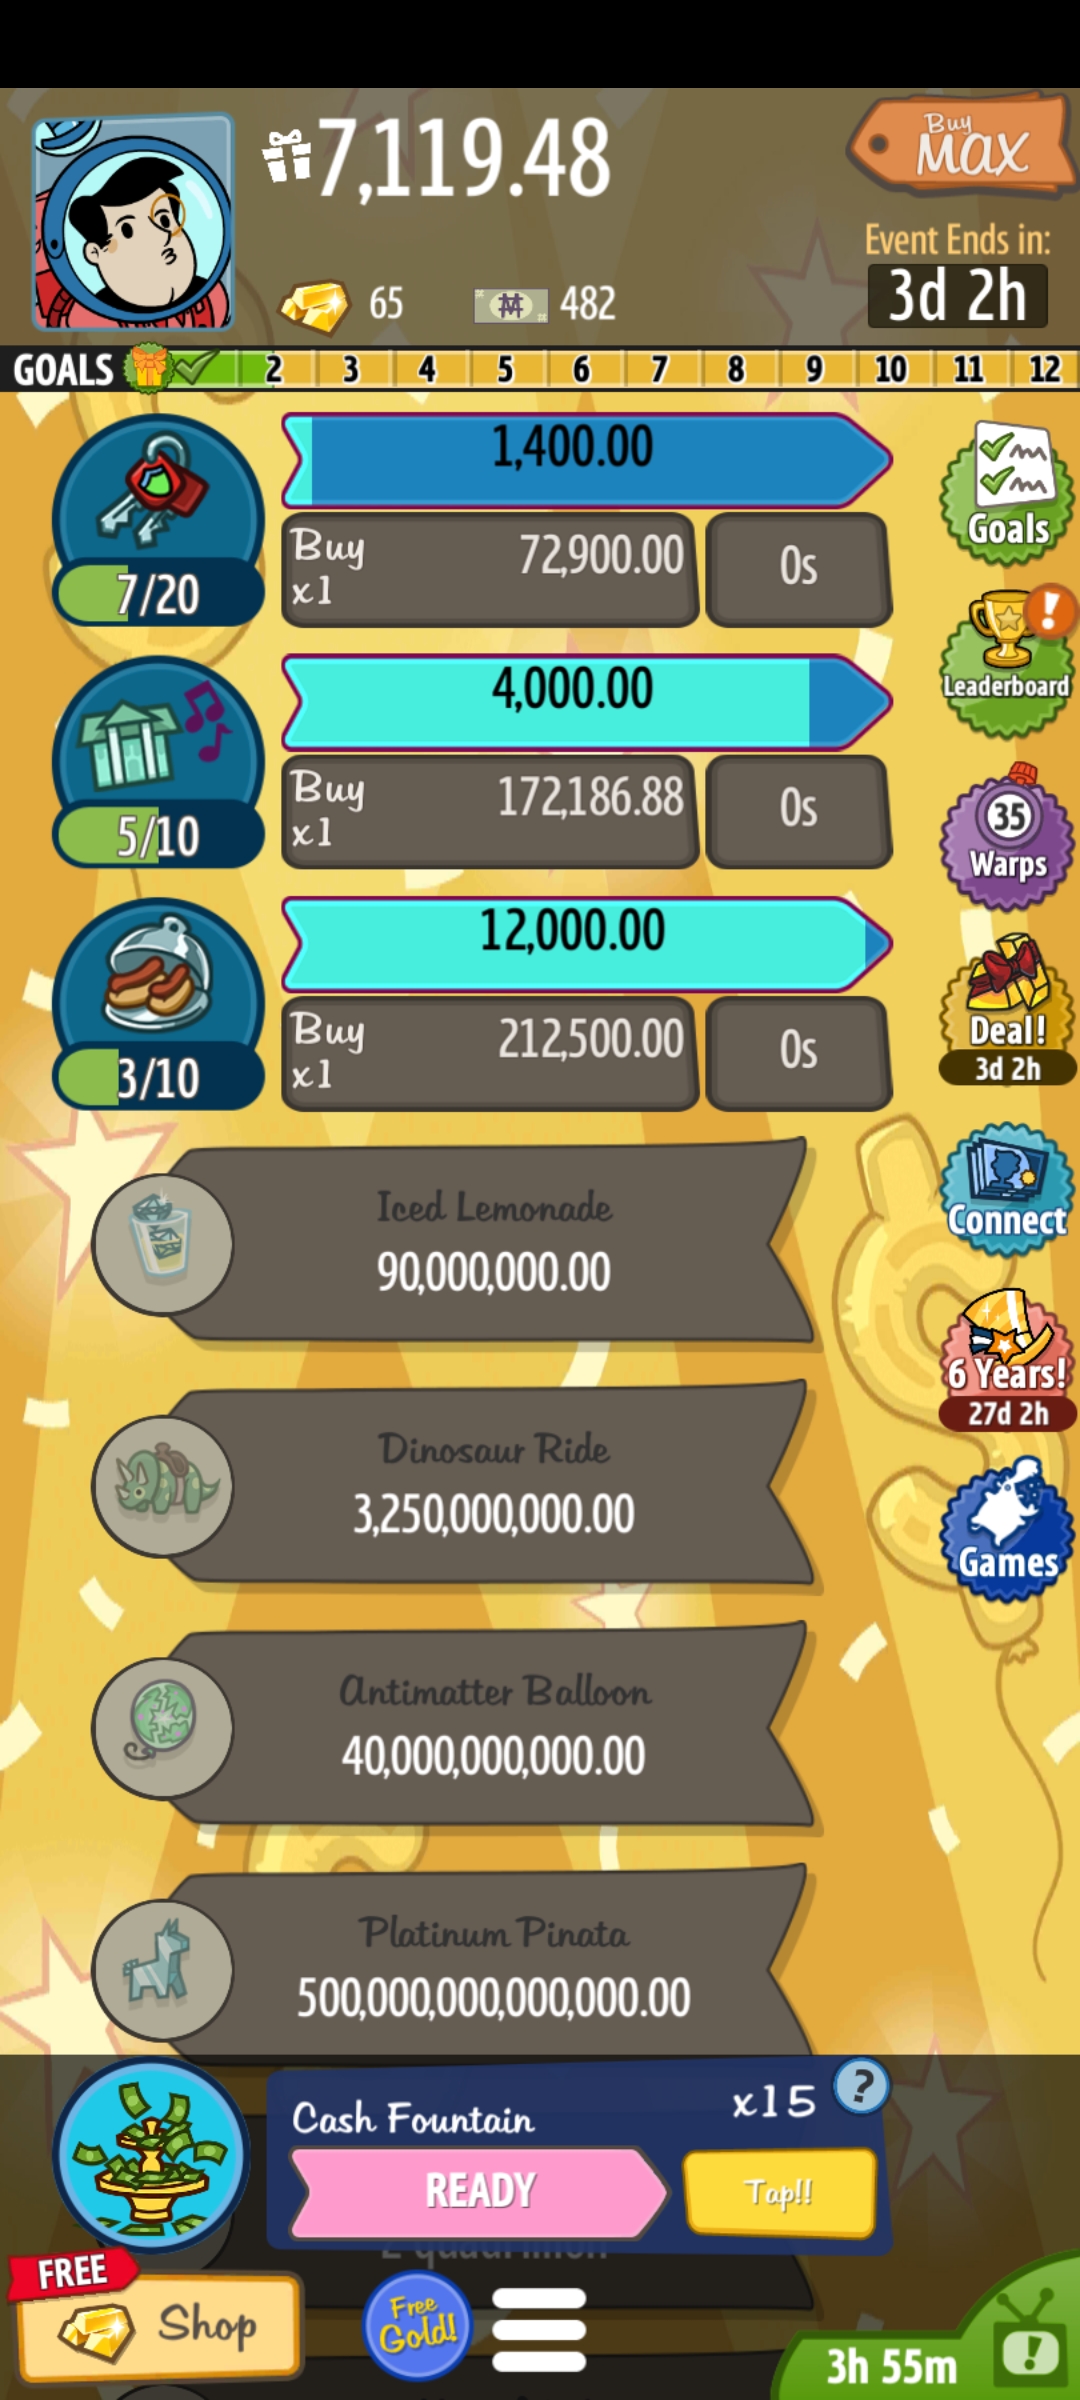 7,119.48
Buy
MAX
65
482
Event Ends in:
3d 2h
GOALS
2 3 4 5 6 7 8 9 10 11 12
1,400.00
7/20
Buy
x1
72,900.00
0s
Goals
4,000.00
5/10
Buy
x1
172,186.88
0s
Leaderboard
35
Warps
12,000.00
3/10
Buy
x1
212,500.00
0s
Deal!
3d 2h
Iced Lemonade
90,000,000.00
Connect
Dinosaur Ride
3,250,000,000.00
6 Years!
27d 2h
Games
Antimatter Balloon
40,000,000,000.00
Platinum Pinata
500,000,000,000,000.00
Cash Fountain
x15
?
READY
Tap!!
FREE
Shop
Free
Gold!
3h 55m